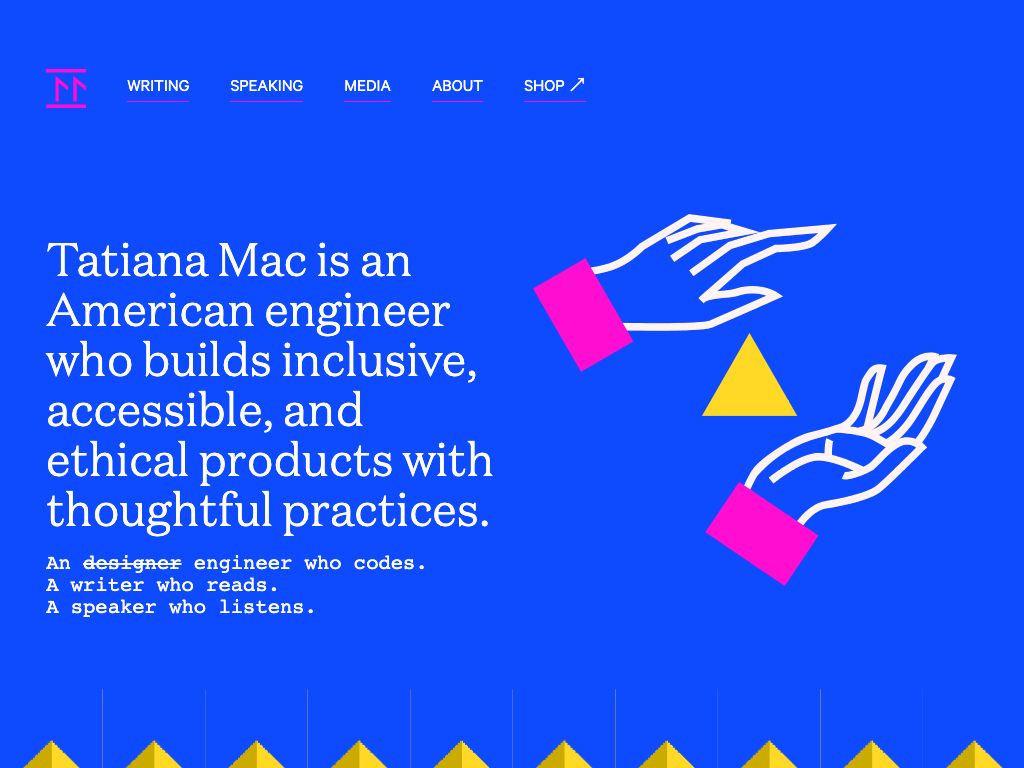 WRITING SPEAKING MEDIA ABOUT SHOP ↗
Tatiana Mac is an
American engineer
who builds inclusive,
accessible, and
ethical products with
thoughtful practices.
An designer engineer who codes.
A writer who reads.
A speaker who listens.